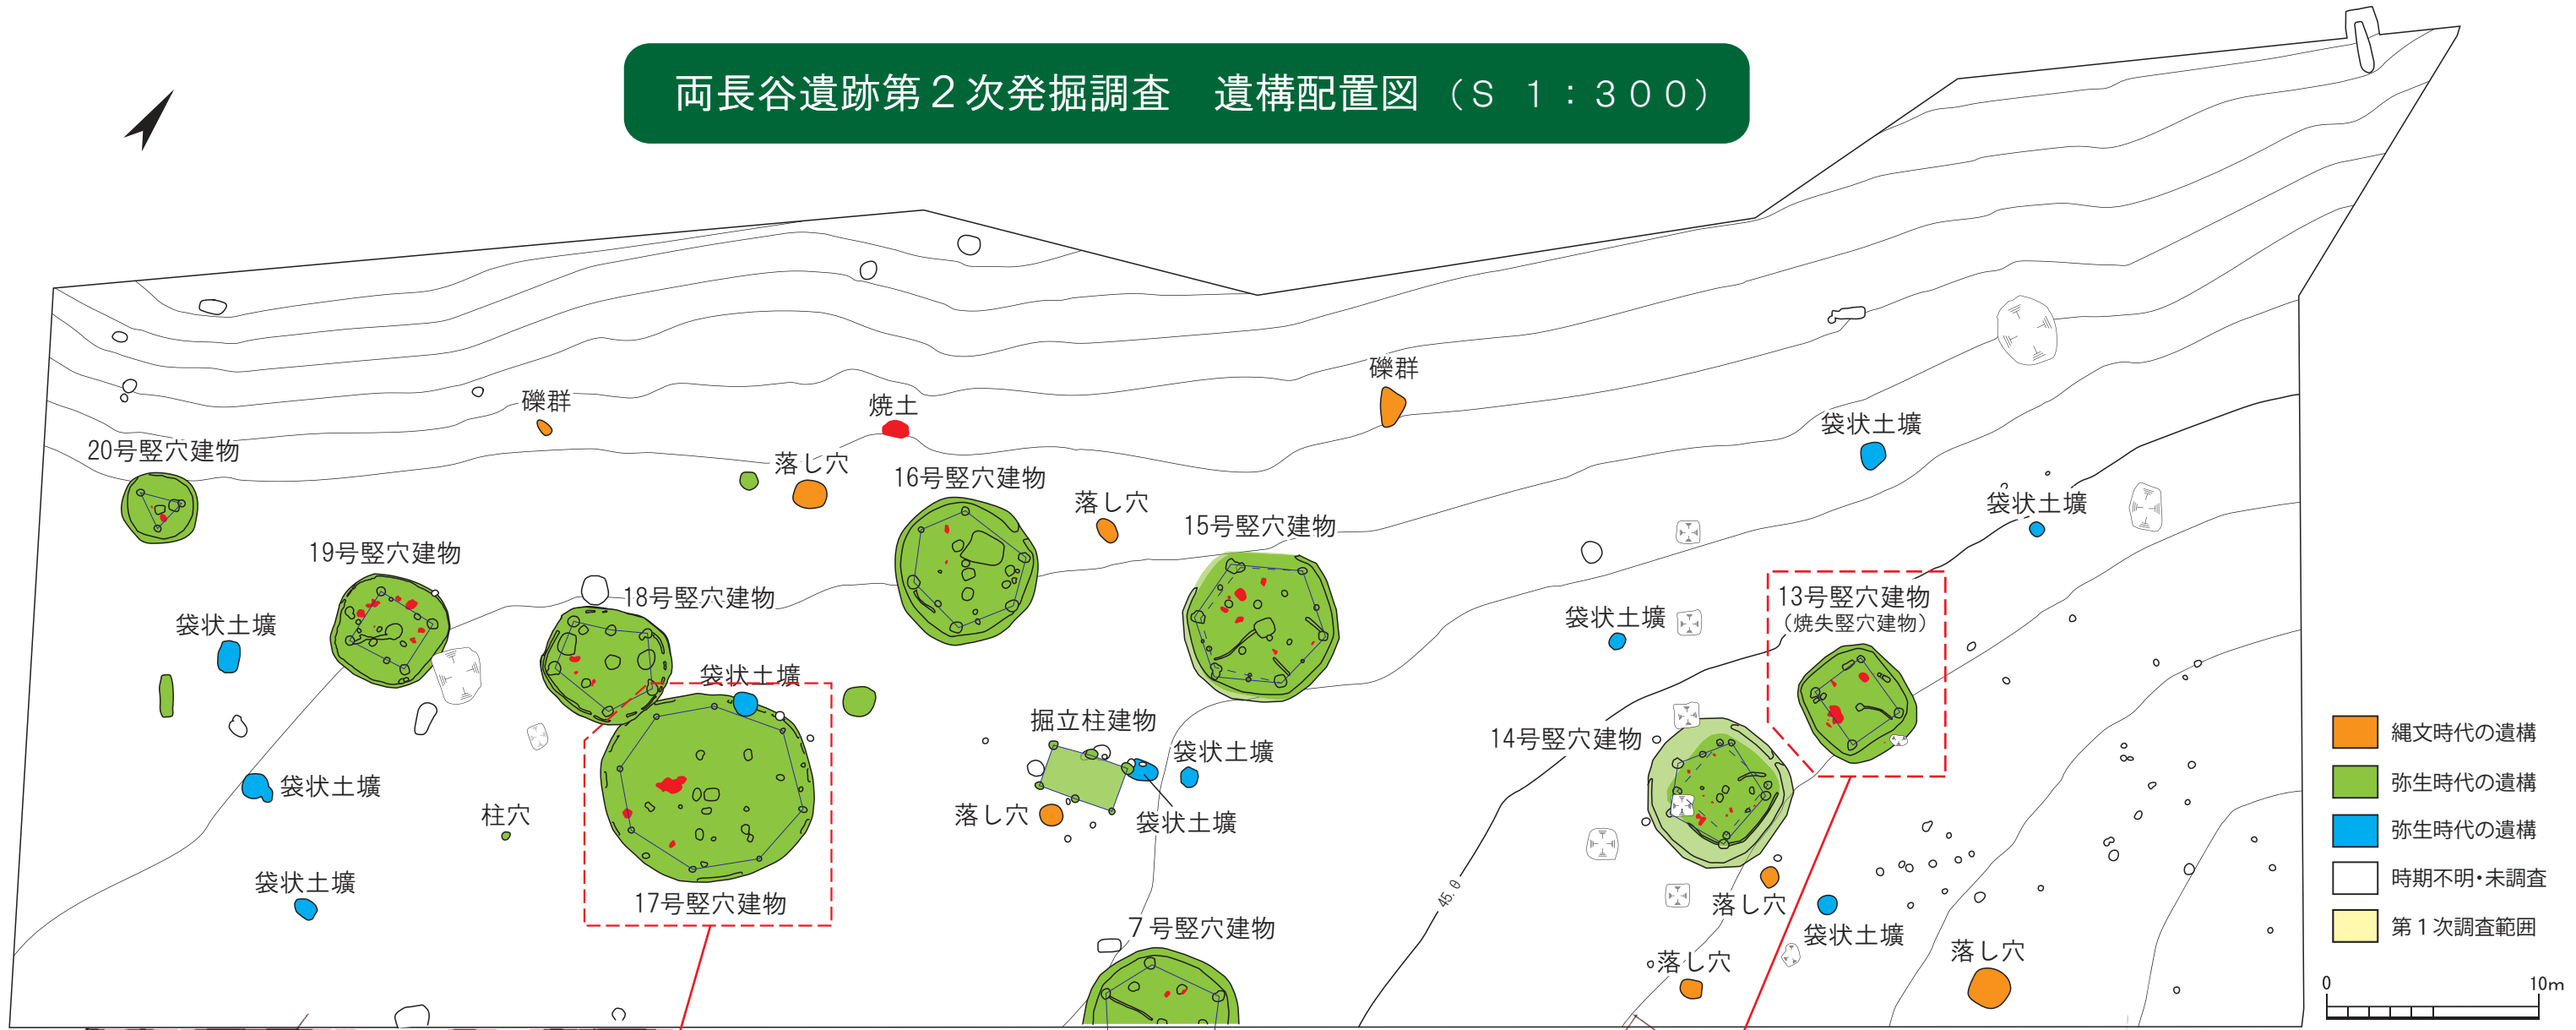 両長谷遺跡第２次発掘調査　遺構配置図（Ｓ １：３００）
礫群
礫群
焼土
袋状土壙
20号竪穴建物
落し穴
16号竪穴建物
落し穴
袋状土壙
15号竪穴建物
19号竪穴建物
18号竪穴建物
13号竪穴建物
（焼失竪穴建物）
袋状土壙
袋状土壙
袋状土壙
掘立柱建物
14号竪穴建物
袋状土壙
袋状土壙
柱穴
落し穴
袋状土壙
袋状土壙
17号竪穴建物
45.0
落し穴
７号竪穴建物
袋状土壙
落し穴
落し穴
縄文時代の遺構
弥生時代の遺構
弥生時代の遺構
時期不明・未調査
第１次調査範囲
0 10m